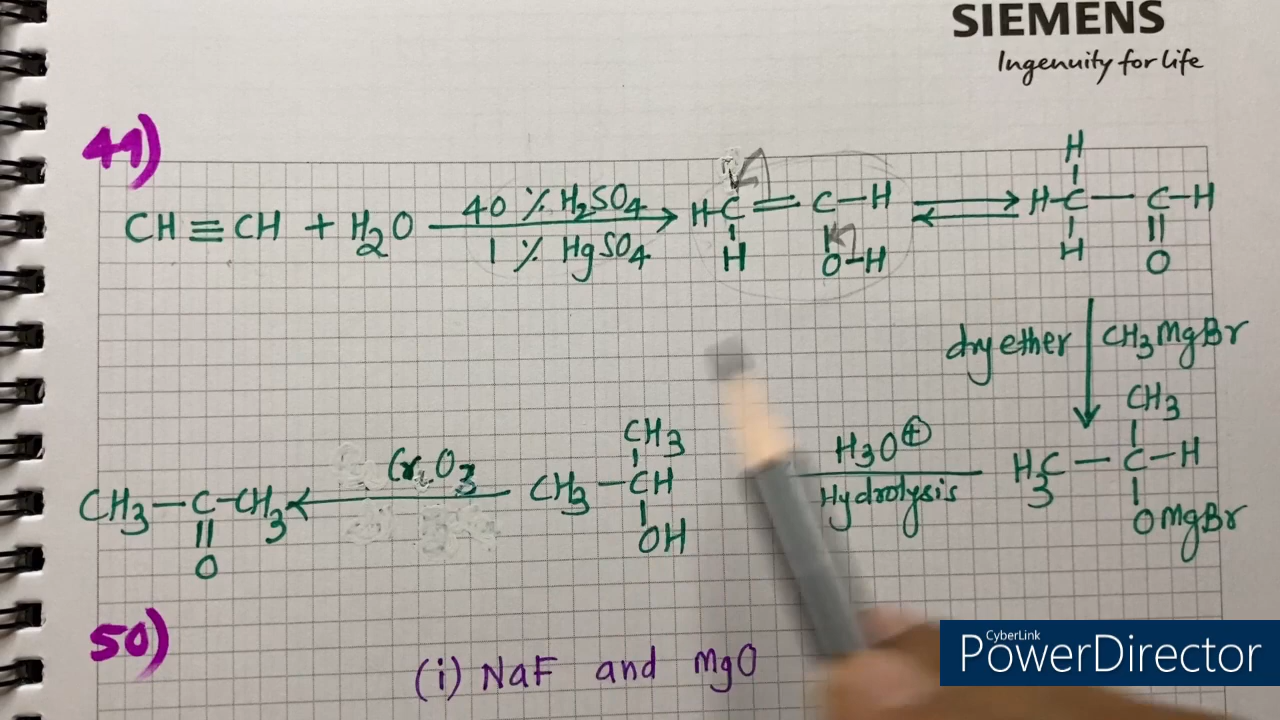 SIEMENS
Ingenuity for life
49)
CH≡CH + H2O
40 % H2SO4
1 % HgSO4
H-C=C-H
H
O-H
H
H-C-C-H
H
O
dry ether
CH3MgBr
CH3
H3C-C-H
OMgBr
H3O⊕
Hydrolysis
CH3
CH3-CH
OH
CrO3
CH3-C-CH3
O
50)
(i) NaF and MgO
CyberLink
PowerDirector